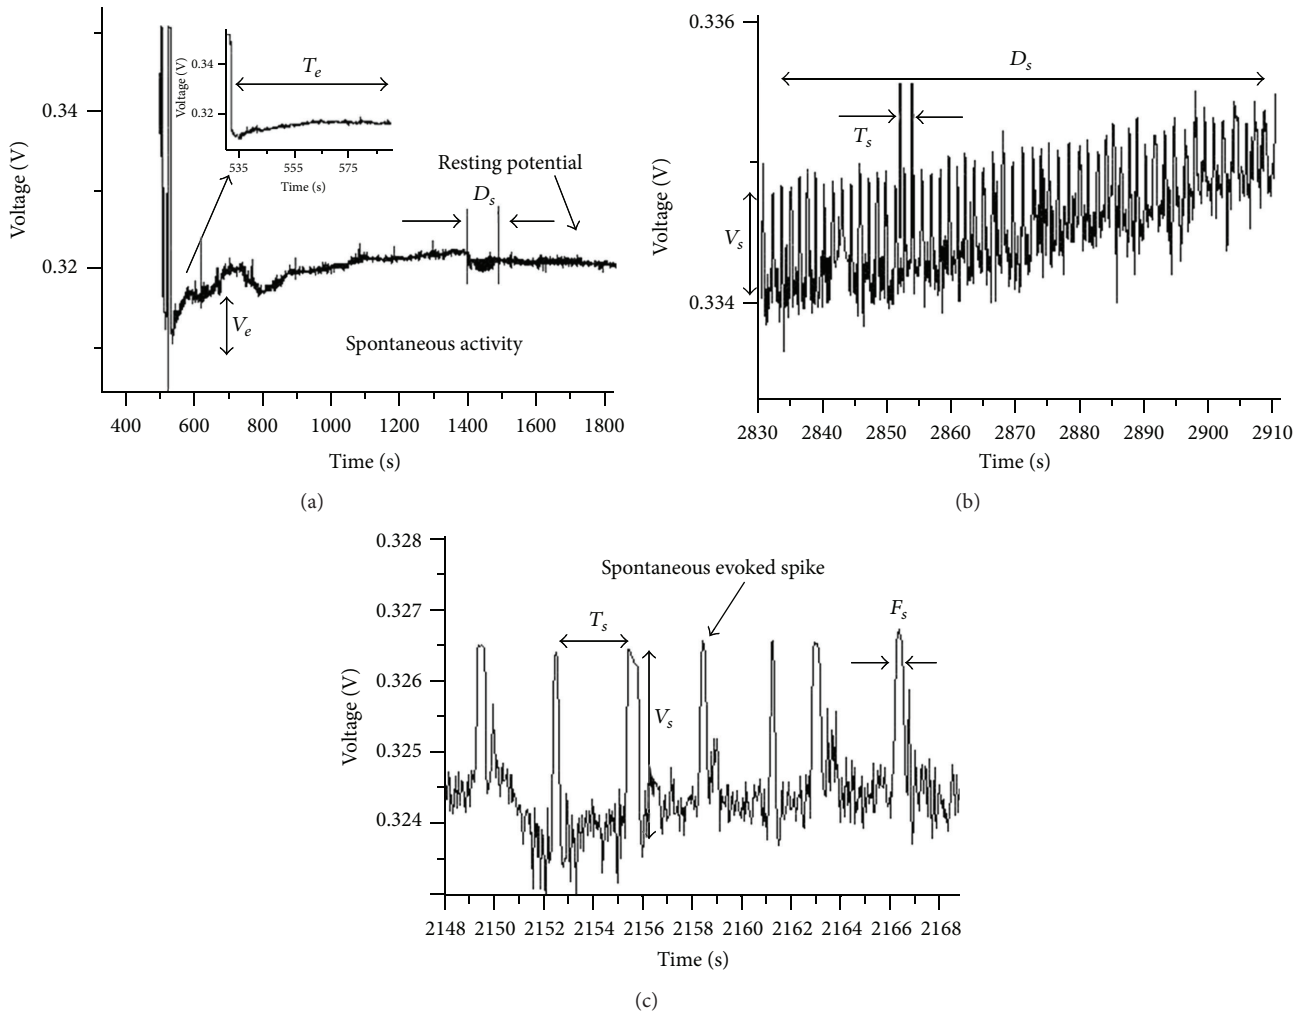 0.34
0.32
Voltage (V)
400 600 800 1000 1200 1400 1600 1800
Time (s)
0.34
0.32
Voltage (V)
T_e
535 555 575
Time (s)
Resting potential
D_s
V_e
Spontaneous activity
(a)
0.336
0.334
Voltage (V)
D_s
T_s
V_s
2830 2840 2850 2860 2870 2880 2890 2900 2910
Time (s)
(b)
0.328
0.327
0.326
0.325
0.324
Voltage (V)
Spontaneous evoked spike
T_s
V_s
F_s
2148 2150 2152 2154 2156 2158 2160 2162 2164 2166 2168
Time (s)
(c)